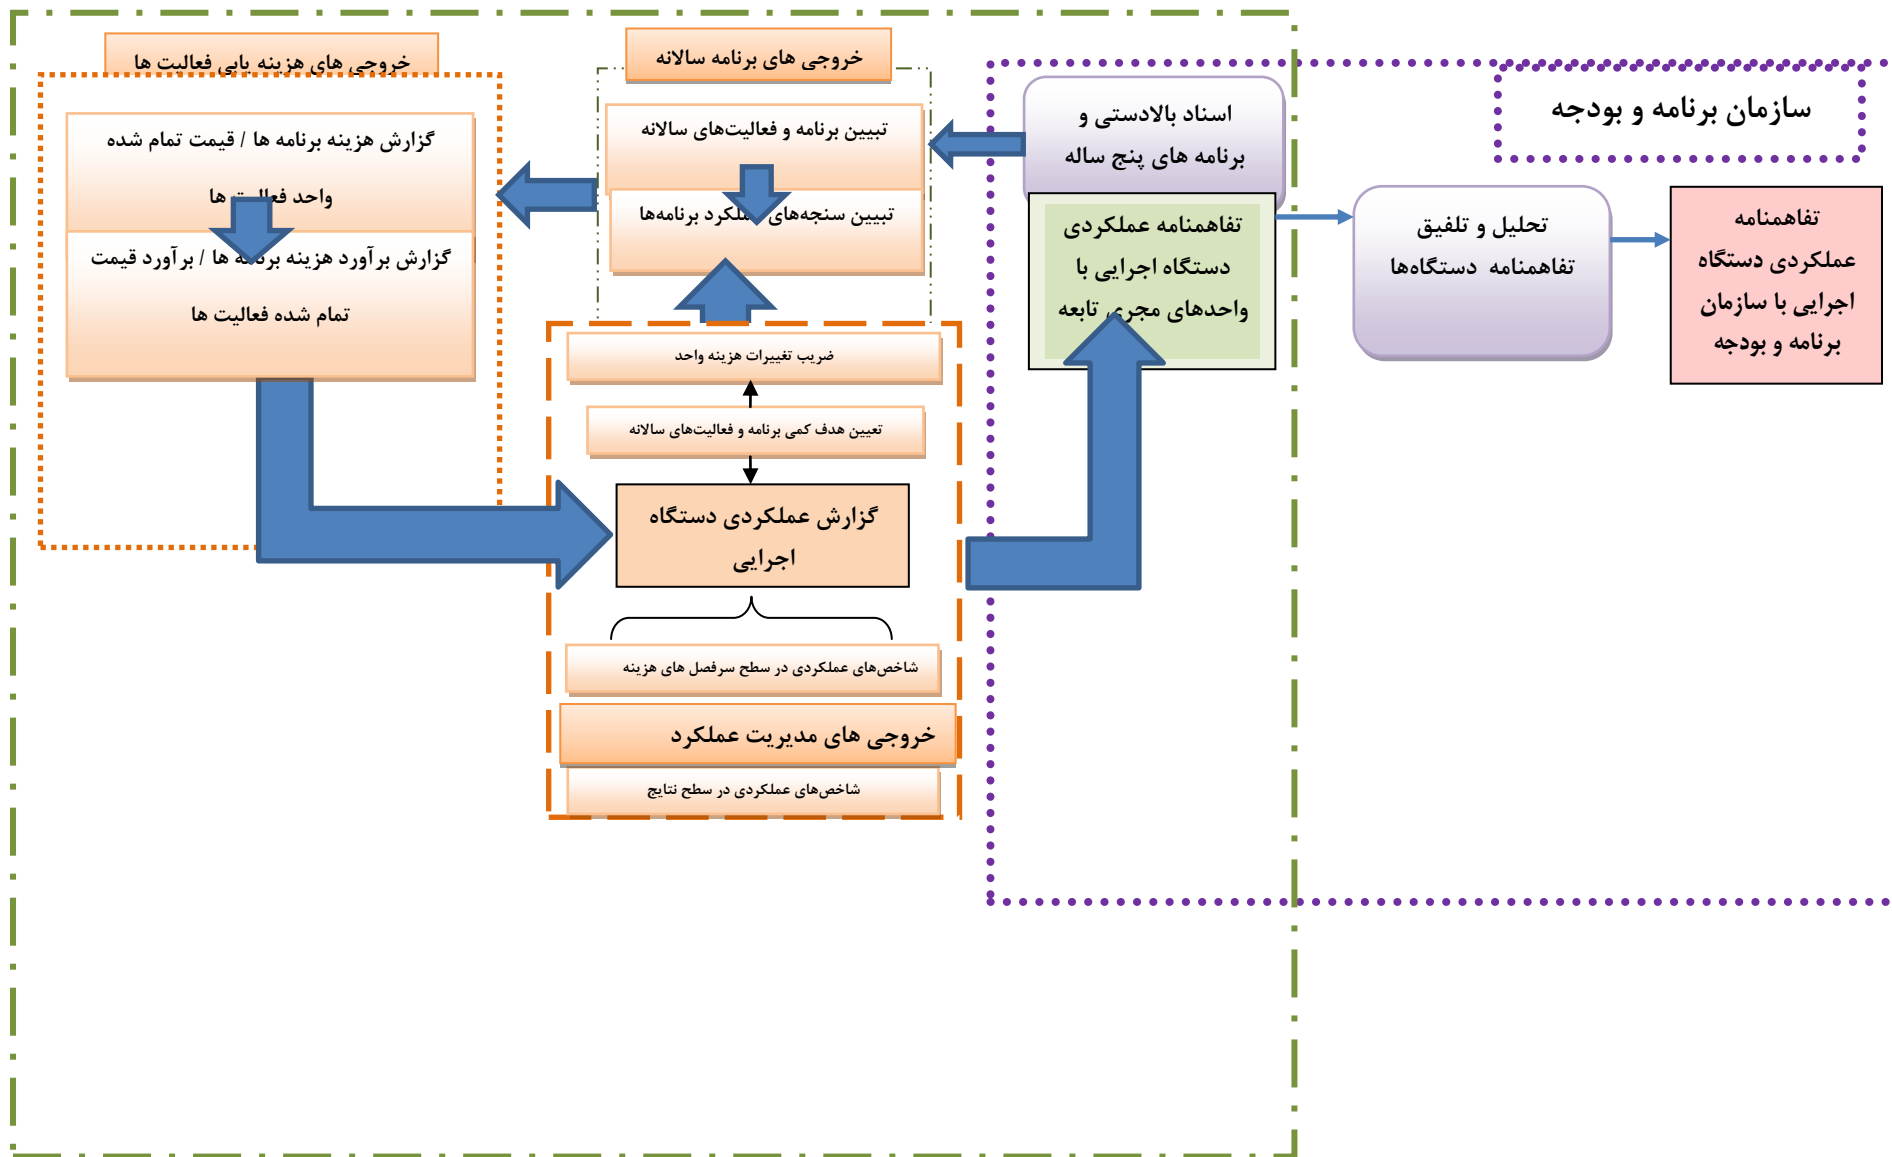 سازمان برنامه و بودجه
تفاهمنامه
عملکردی دستگاه
اجرایی با سازمان
برنامه و بودجه
تحلیل و تلفیق
تفاهمنامه دستگاه‌ها
اسناد بالادستی و
برنامه های پنج ساله
تفاهمنامه عملکردی
دستگاه اجرایی با
واحدهای مجری تابعه
خروجی های برنامه سالانه
تبیین برنامه و فعالیت‌های سالانه
تبیین سنجه‌های عملکرد برنامه‌ها
ضریب تغییرات هزینه واحد
تعیین هدف کمی برنامه و فعالیت‌های سالانه
گزارش عملکردی دستگاه
اجرایی
شاخص‌های عملکردی در سطح سرفصل های هزینه
خروجی های مدیریت عملکرد
شاخص‌های عملکردی در سطح نتایج
خروجی های هزینه یابی فعالیت ها
گزارش هزینه برنامه ها / قیمت تمام شده
واحد فعالیت ها
گزارش برآورد هزینه برنامه ها / برآورد قیمت
تمام شده فعالیت ها